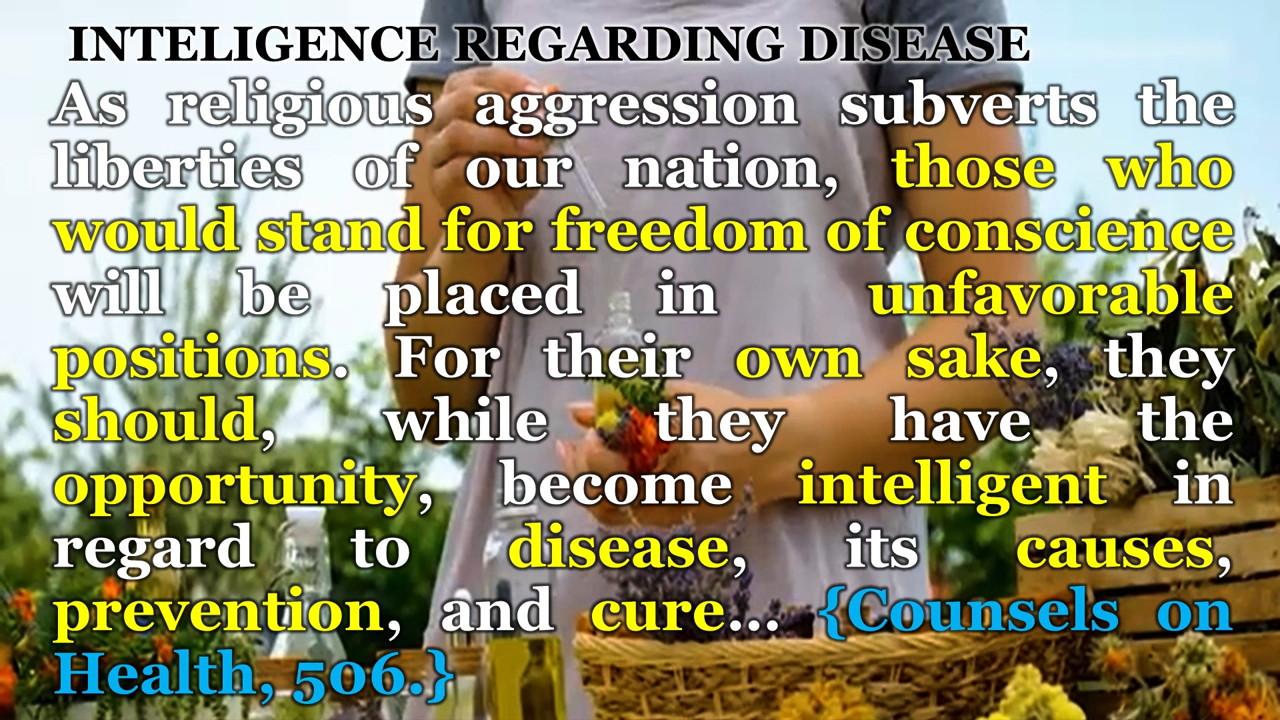 INTELIGENCE REGARDING DISEASE
As religious aggression subverts the
liberties of our nation, those who
would stand for freedom of conscience
will be placed in unfavorable
positions. For their own sake, they
should, while they have the
opportunity, become intelligent in
regard to disease, its causes,
prevention, and cure... {Counsels on
Health, 506.}